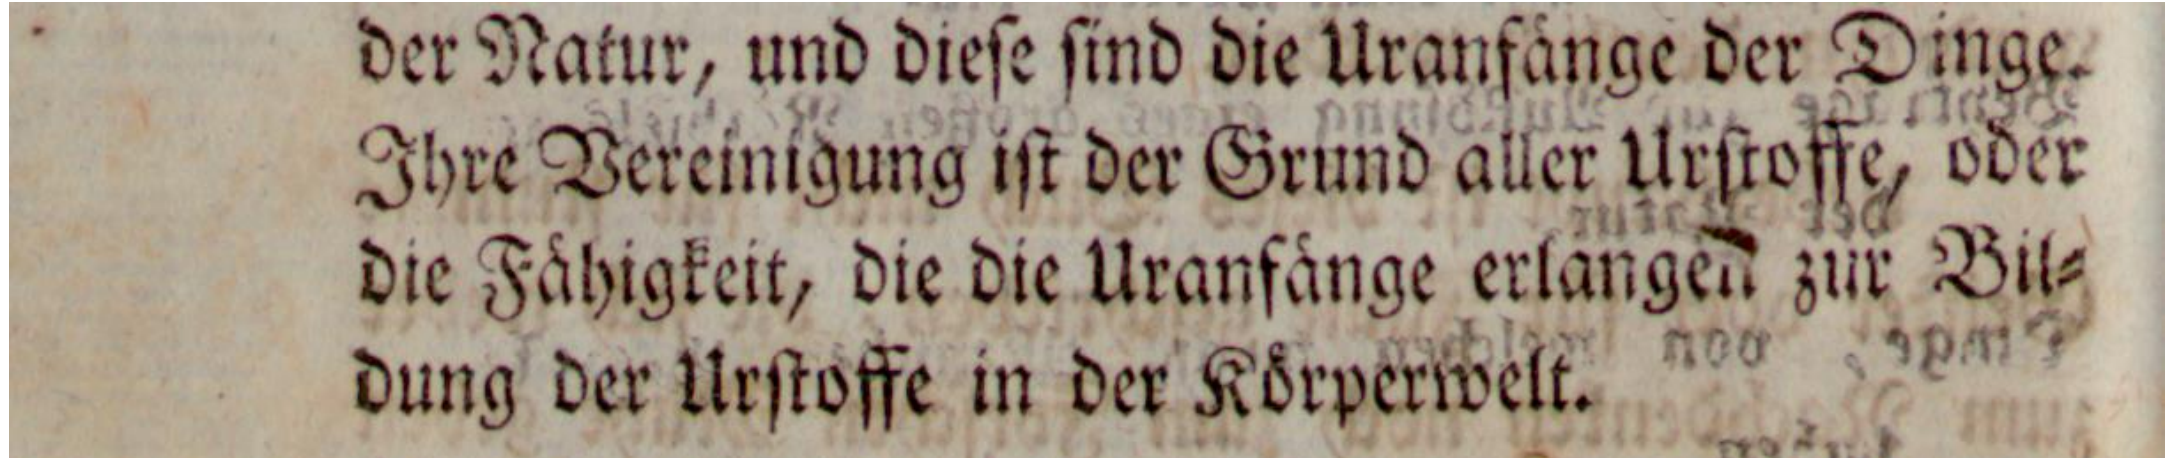 der Natur, und dieſe ſind die Uranfänge der Dinge.
Ihre Vereinigung iſt der Grund aller Urſtoffe, oder
die Fähigkeit, die die Uranfänge erlangen zur Bil⸗
dung der Urſtoffe in der Körperwelt.